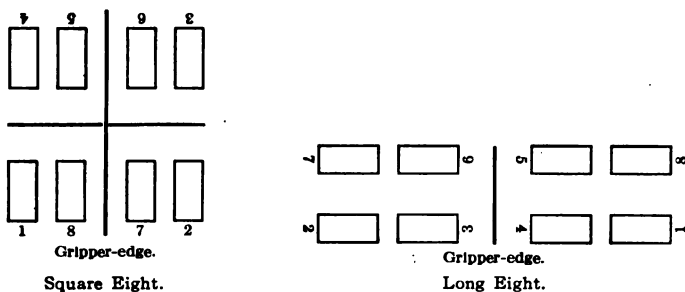 4 5 6 3
7 6 5 8
1 8 7 2
2 3 4 1
Gripper-edge.
Gripper-edge.
Square Eight.
Long Eight.